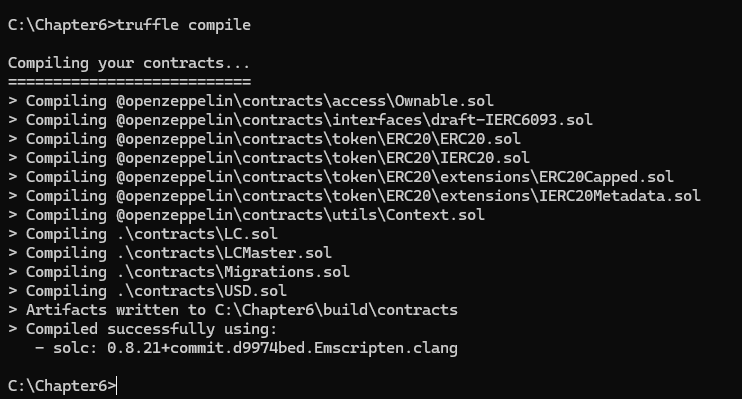 C:\Chapter6>truffle compile
Compiling your contracts...
===========================
> Compiling @openzeppelin\contracts\access\Ownable.sol
> Compiling @openzeppelin\contracts\interfaces\draft-IERC6093.sol
> Compiling @openzeppelin\contracts\token\ERC20\ERC20.sol
> Compiling @openzeppelin\contracts\token\ERC20\IERC20.sol
> Compiling @openzeppelin\contracts\token\ERC20\extensions\ERC20Capped.sol
> Compiling @openzeppelin\contracts\token\ERC20\extensions\IERC20Metadata.sol
> Compiling @openzeppelin\contracts\utils\Context.sol
> Compiling .\contracts\LC.sol
> Compiling .\contracts\LCMaster.sol
> Compiling .\contracts\Migrations.sol
> Compiling .\contracts\USD.sol
> Artifacts written to C:\Chapter6\build\contracts
> Compiled successfully using:
   - solc: 0.8.21+commit.d9974bed.Emscripten.clang
C:\Chapter6>